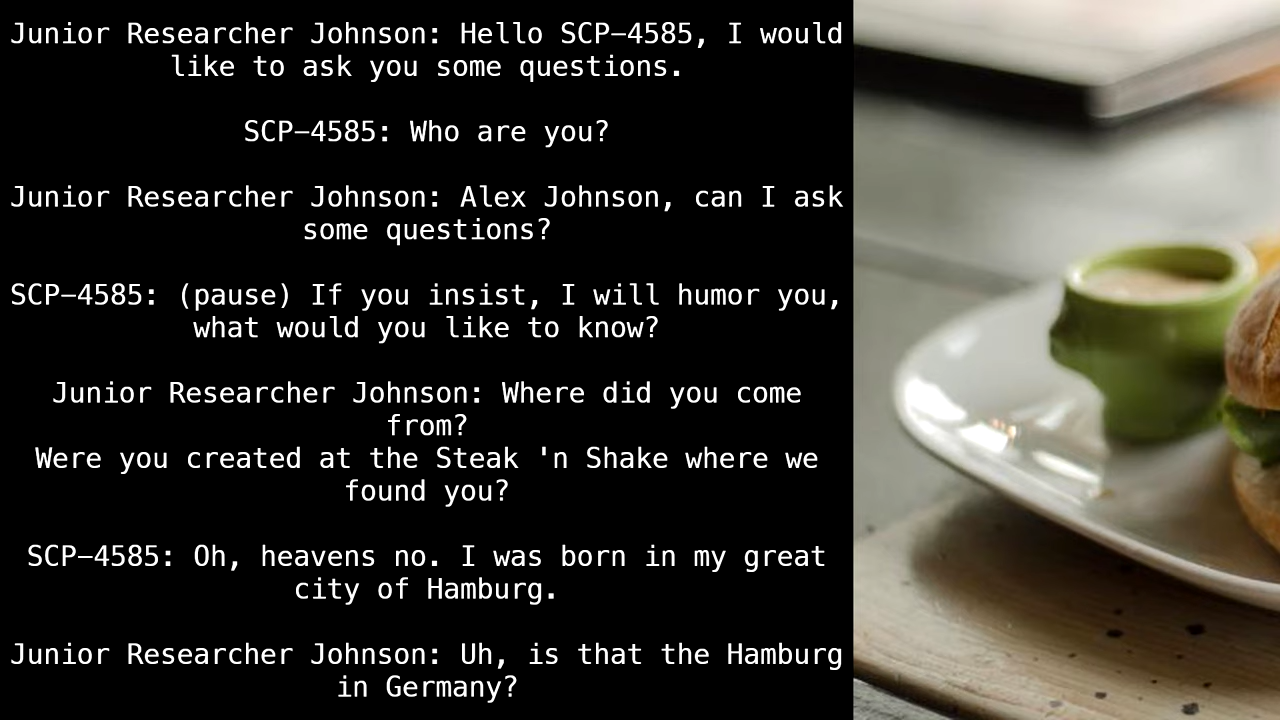 Junior Researcher Johnson: Hello SCP–4585, I would
like to ask you some questions.
SCP–4585: Who are you?
Junior Researcher Johnson: Alex Johnson, can I ask
some questions?
SCP–4585: (pause) If you insist, I will humor you,
what would you like to know?
Junior Researcher Johnson: Where did you come
from?
Were you created at the Steak 'n Shake where we
found you?
SCP–4585: Oh, heavens no. I was born in my great
city of Hamburg.
Junior Researcher Johnson: Uh, is that the Hamburg
in Germany?